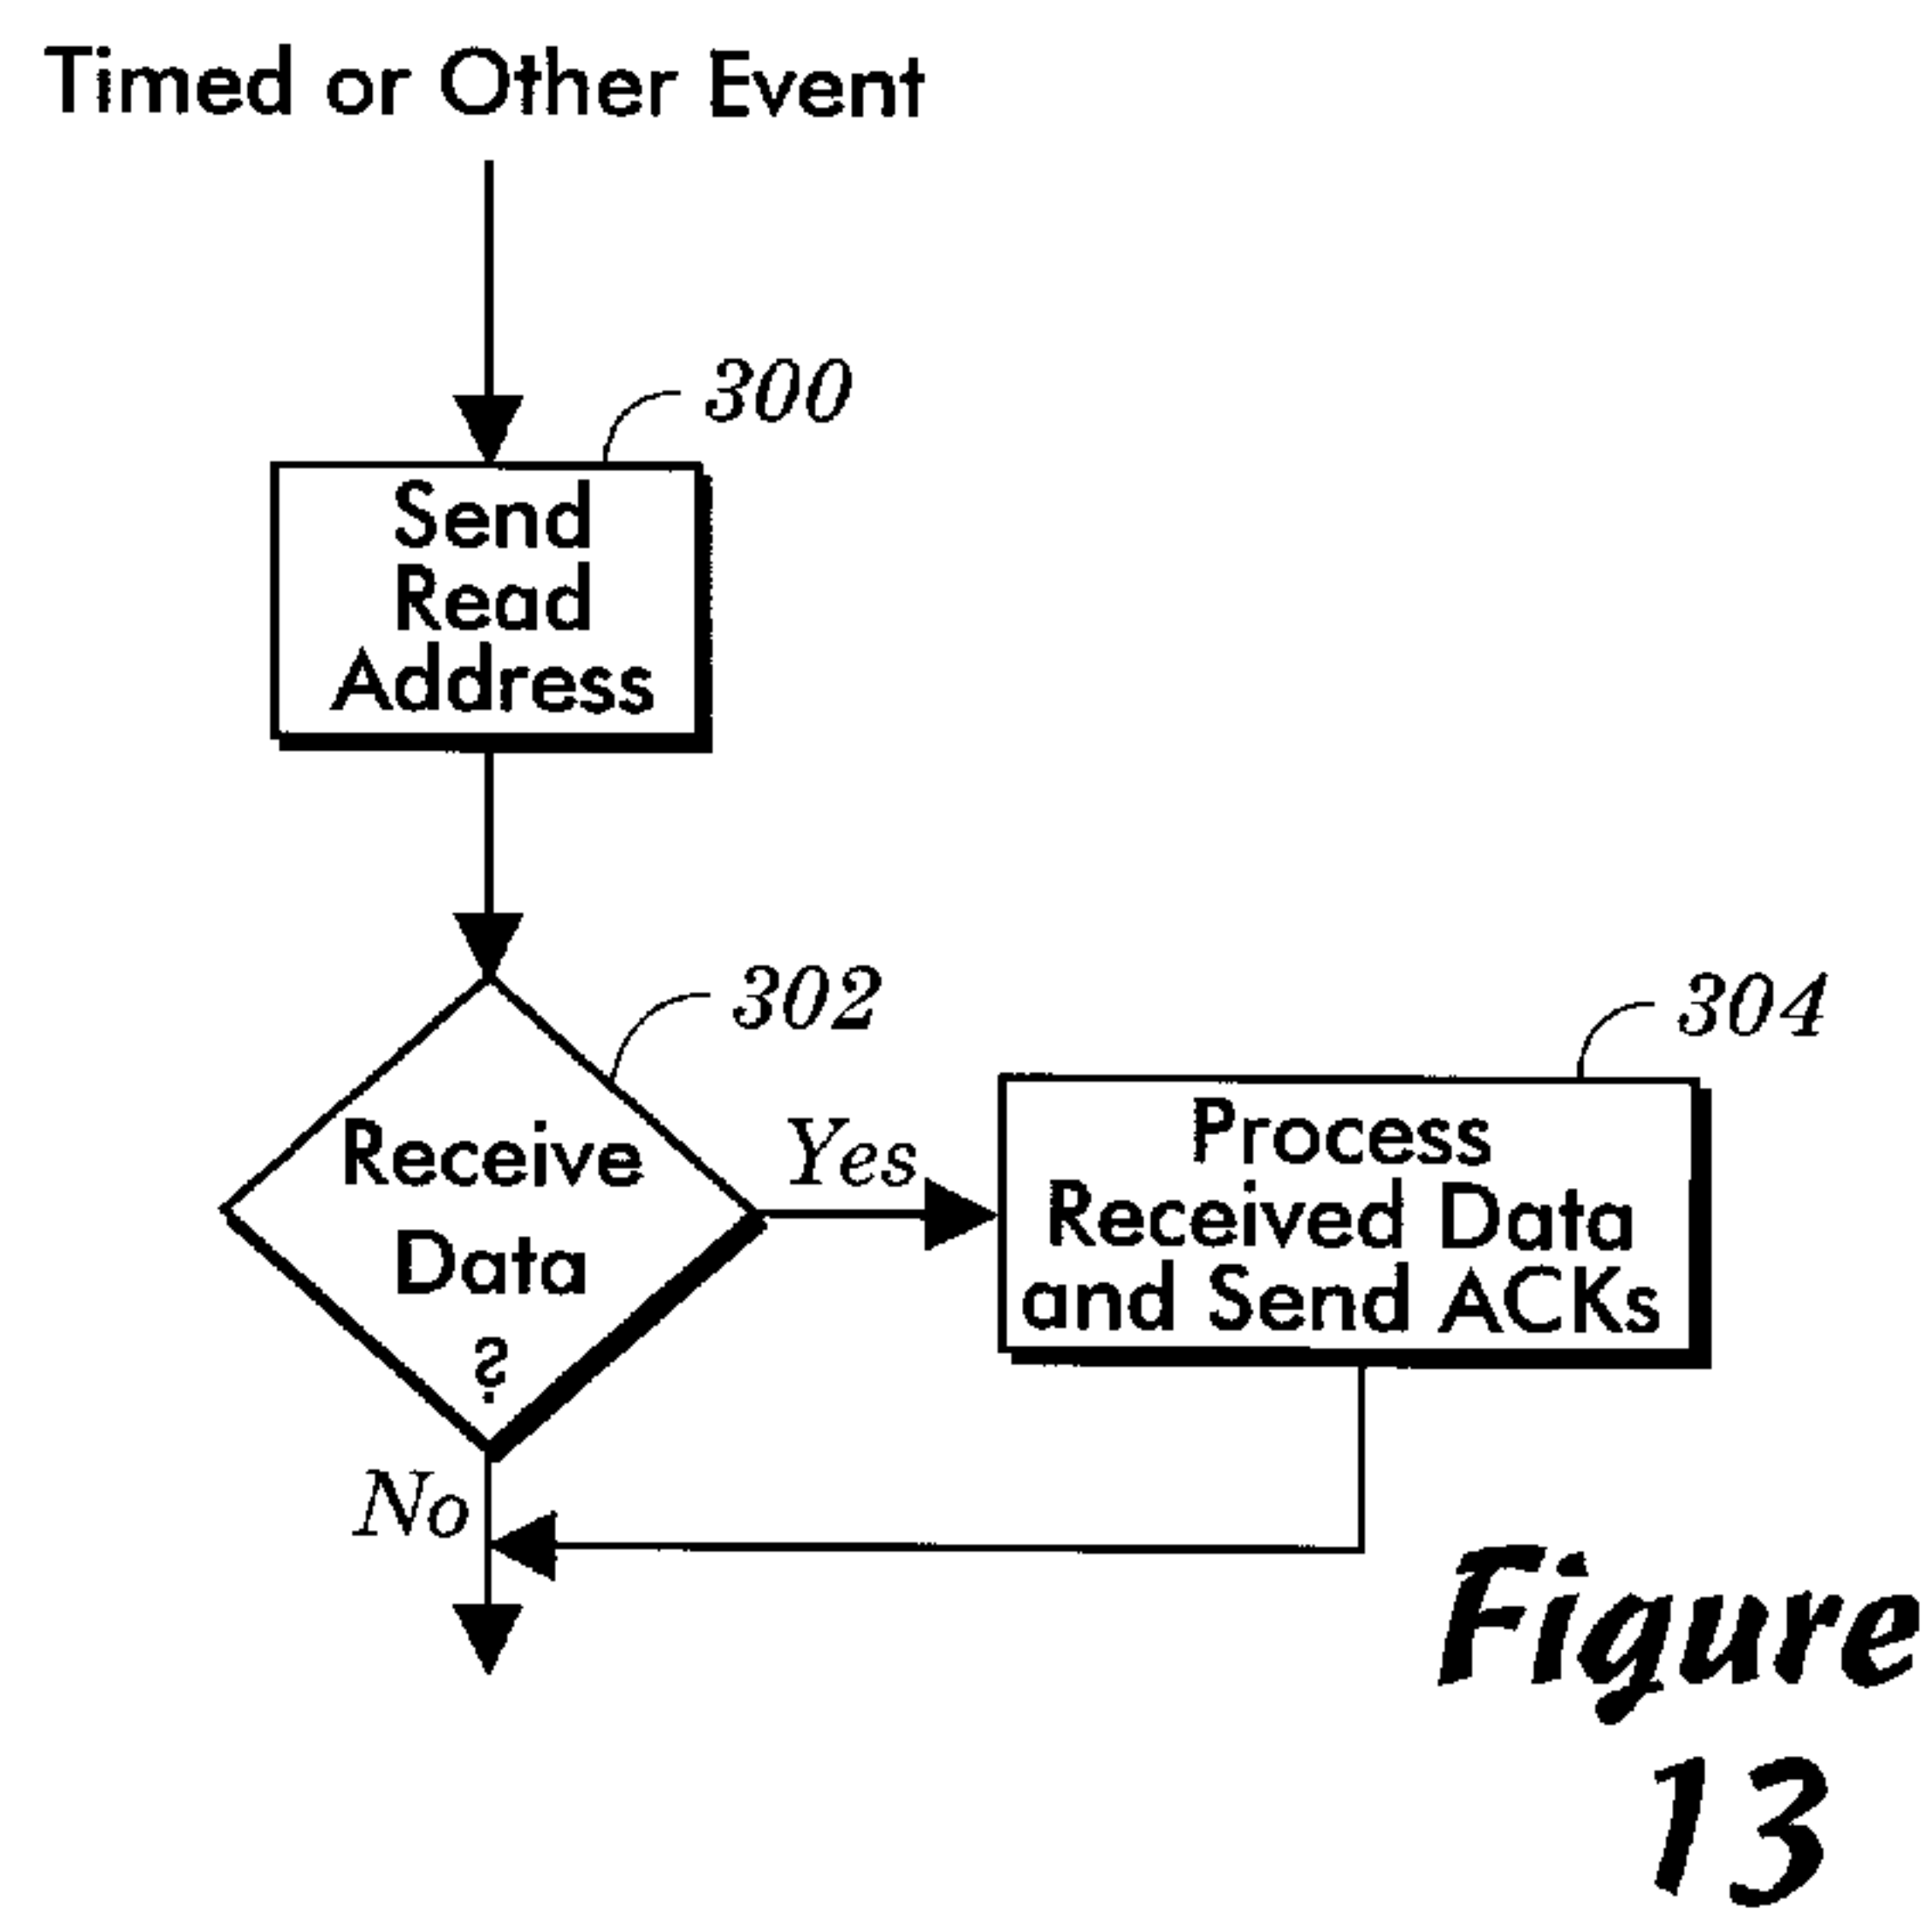 Timed or Other Event
300
Send
Read
Address
302
Receive
Data
?
Yes
304
Process
Received Data
and Send ACKs
No
Figure
13